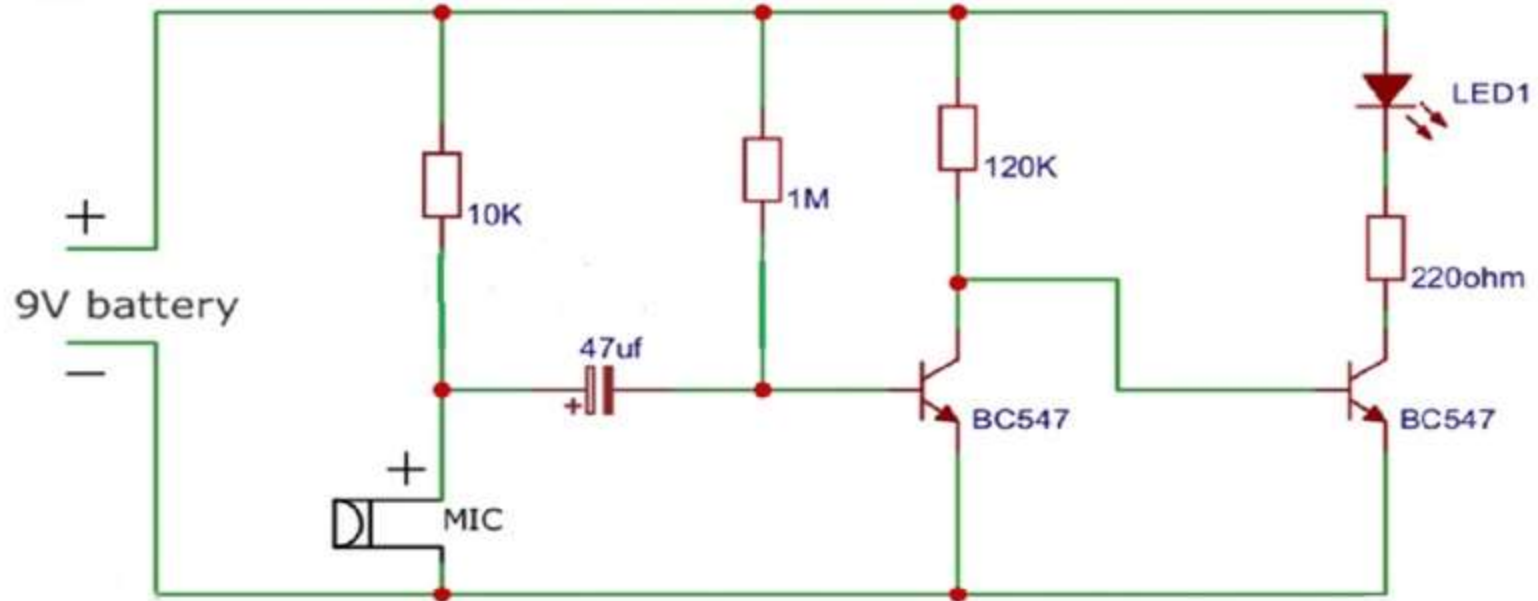 LED1
120K
1M
10K
+
220ohm
9V battery
47uf
−
+
BC547
BC547
+
MIC